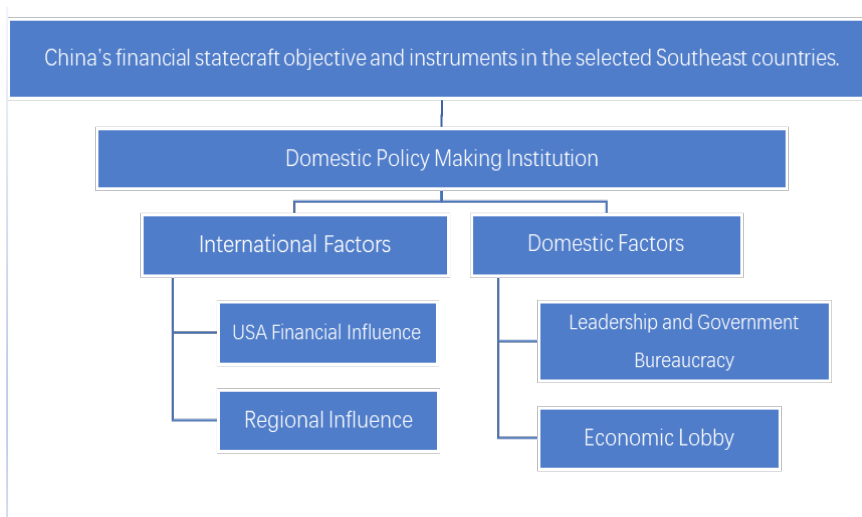 China’s financial statecraft objective and instruments in the selected Southeast countries.
Domestic Policy Making Institution
International Factors
Domestic Factors
USA Financial Influence
Leadership and Government
Bureaucracy
Regional Influence
Economic Lobby